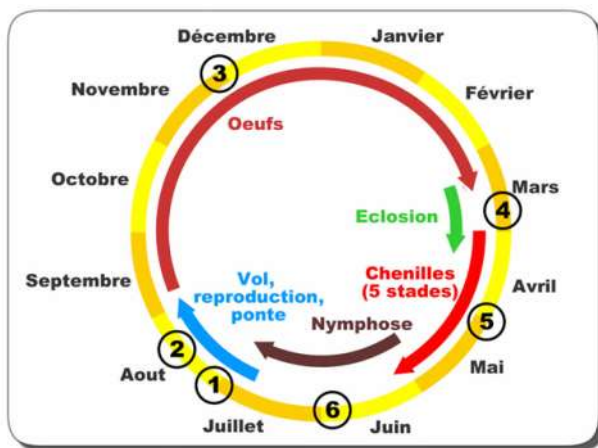 Décembre
Janvier
3
Novembre
Février
Oeufs
Octobre
Mars
4
Eclosion
Septembre
Vol,
reproduction,
ponte
Chenilles
(5 stades)
Avril
Nymphose
5
2
Aout
1
Mai
6
Juillet
Juin